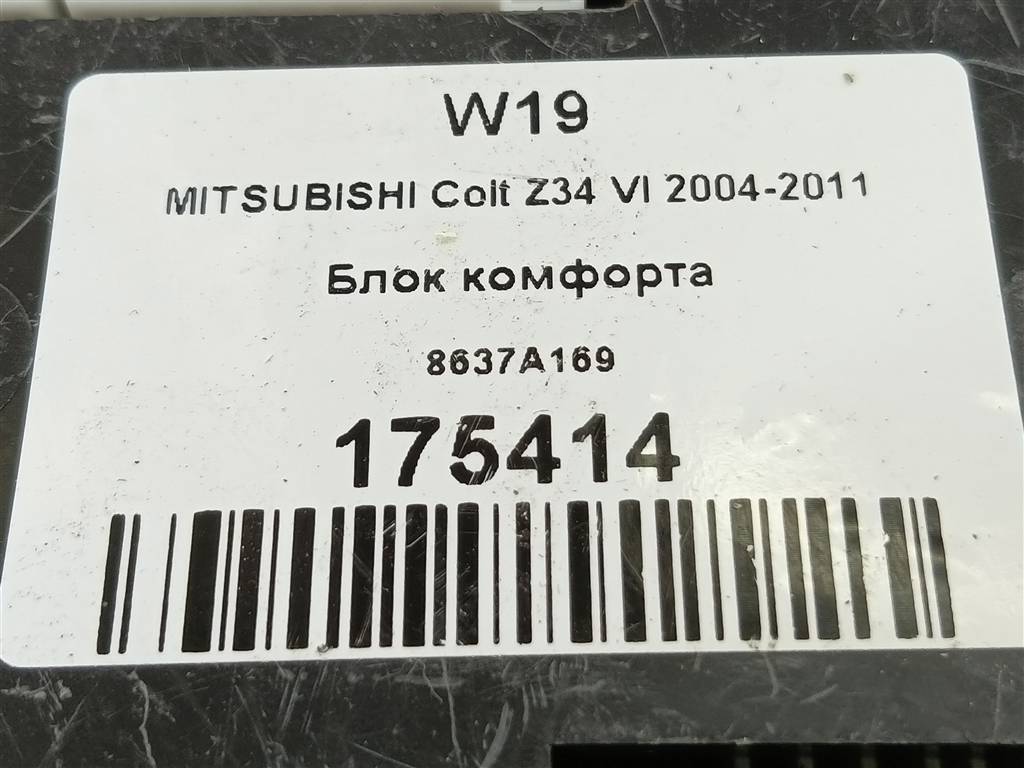 W19
MITSUBISHI Colt Z34 VI 2004-2011
Блок комфорта
8637A169
175414